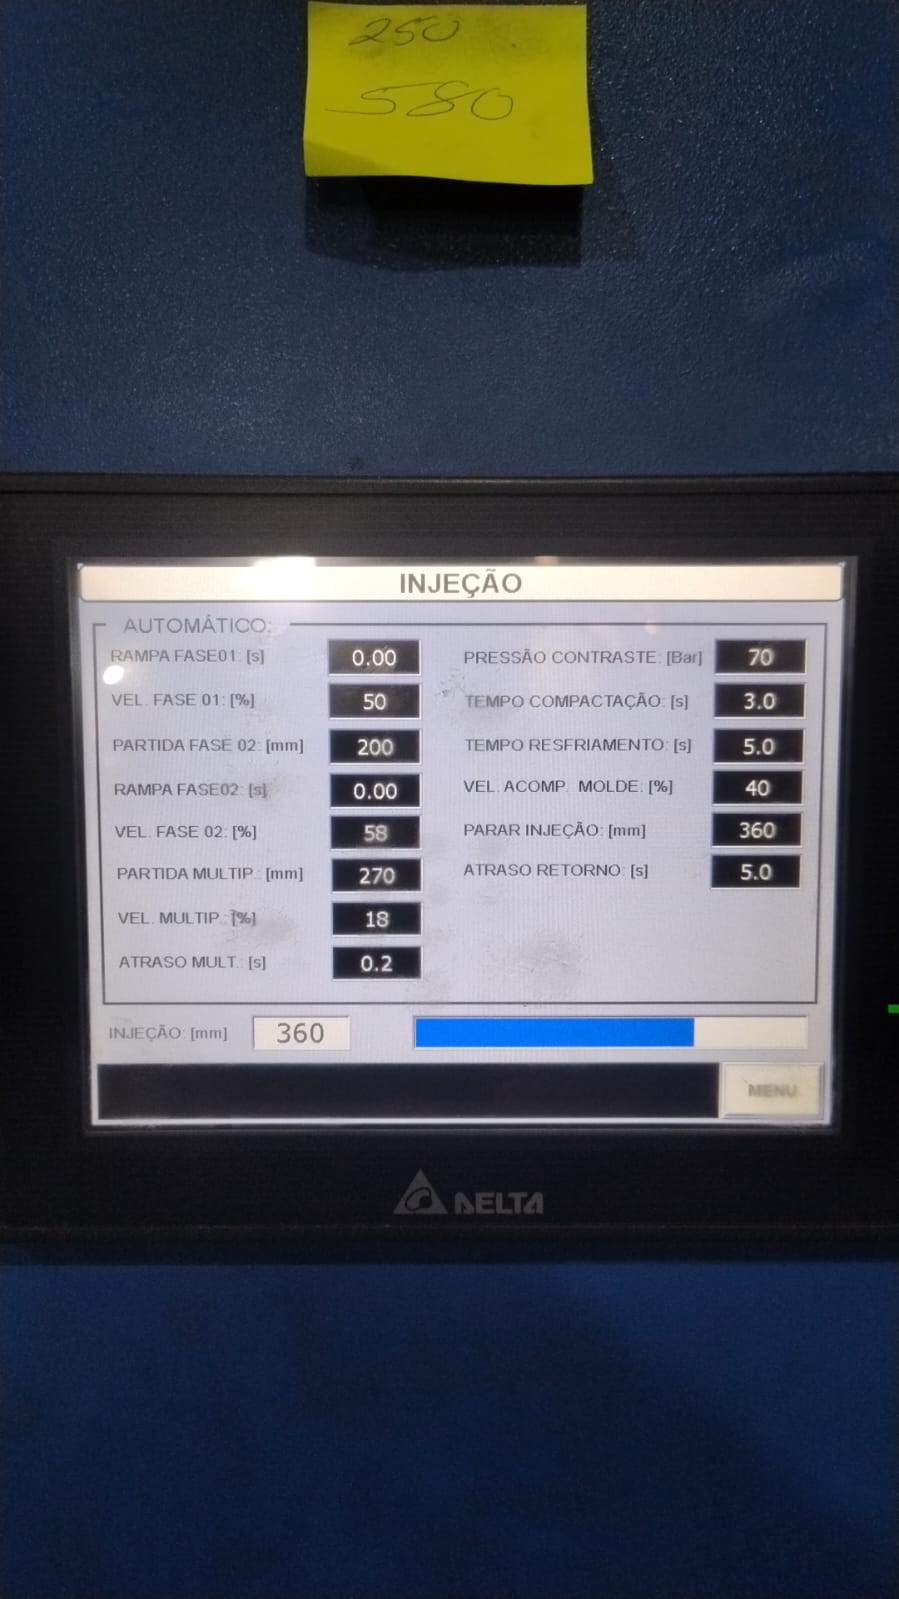 250
580
INJEÇÃO
AUTOMÁTICO:
RAMPA FASE01: [s] 0.00
VEL. FASE 01: [%] 50
PARTIDA FASE 02: [mm] 200
RAMPA FASE02: [s] 0.00
VEL. FASE 02: [%] 58
PARTIDA MULTIP.: [mm] 270
VEL. MULTIP.: [%] 18
ATRASO MULT.: [s] 0.2
PRESSÃO CONTRASTE: [Bar] 70
TEMPO COMPACTAÇÃO: [s] 3.0
TEMPO RESFRIAMENTO: [s] 5.0
VEL. ACOMP. MOLDE: [%] 40
PARAR INJEÇÃO: [mm] 360
ATRASO RETORNO: [s] 5.0
INJEÇÃO: [mm] 360
MENU
DELTA